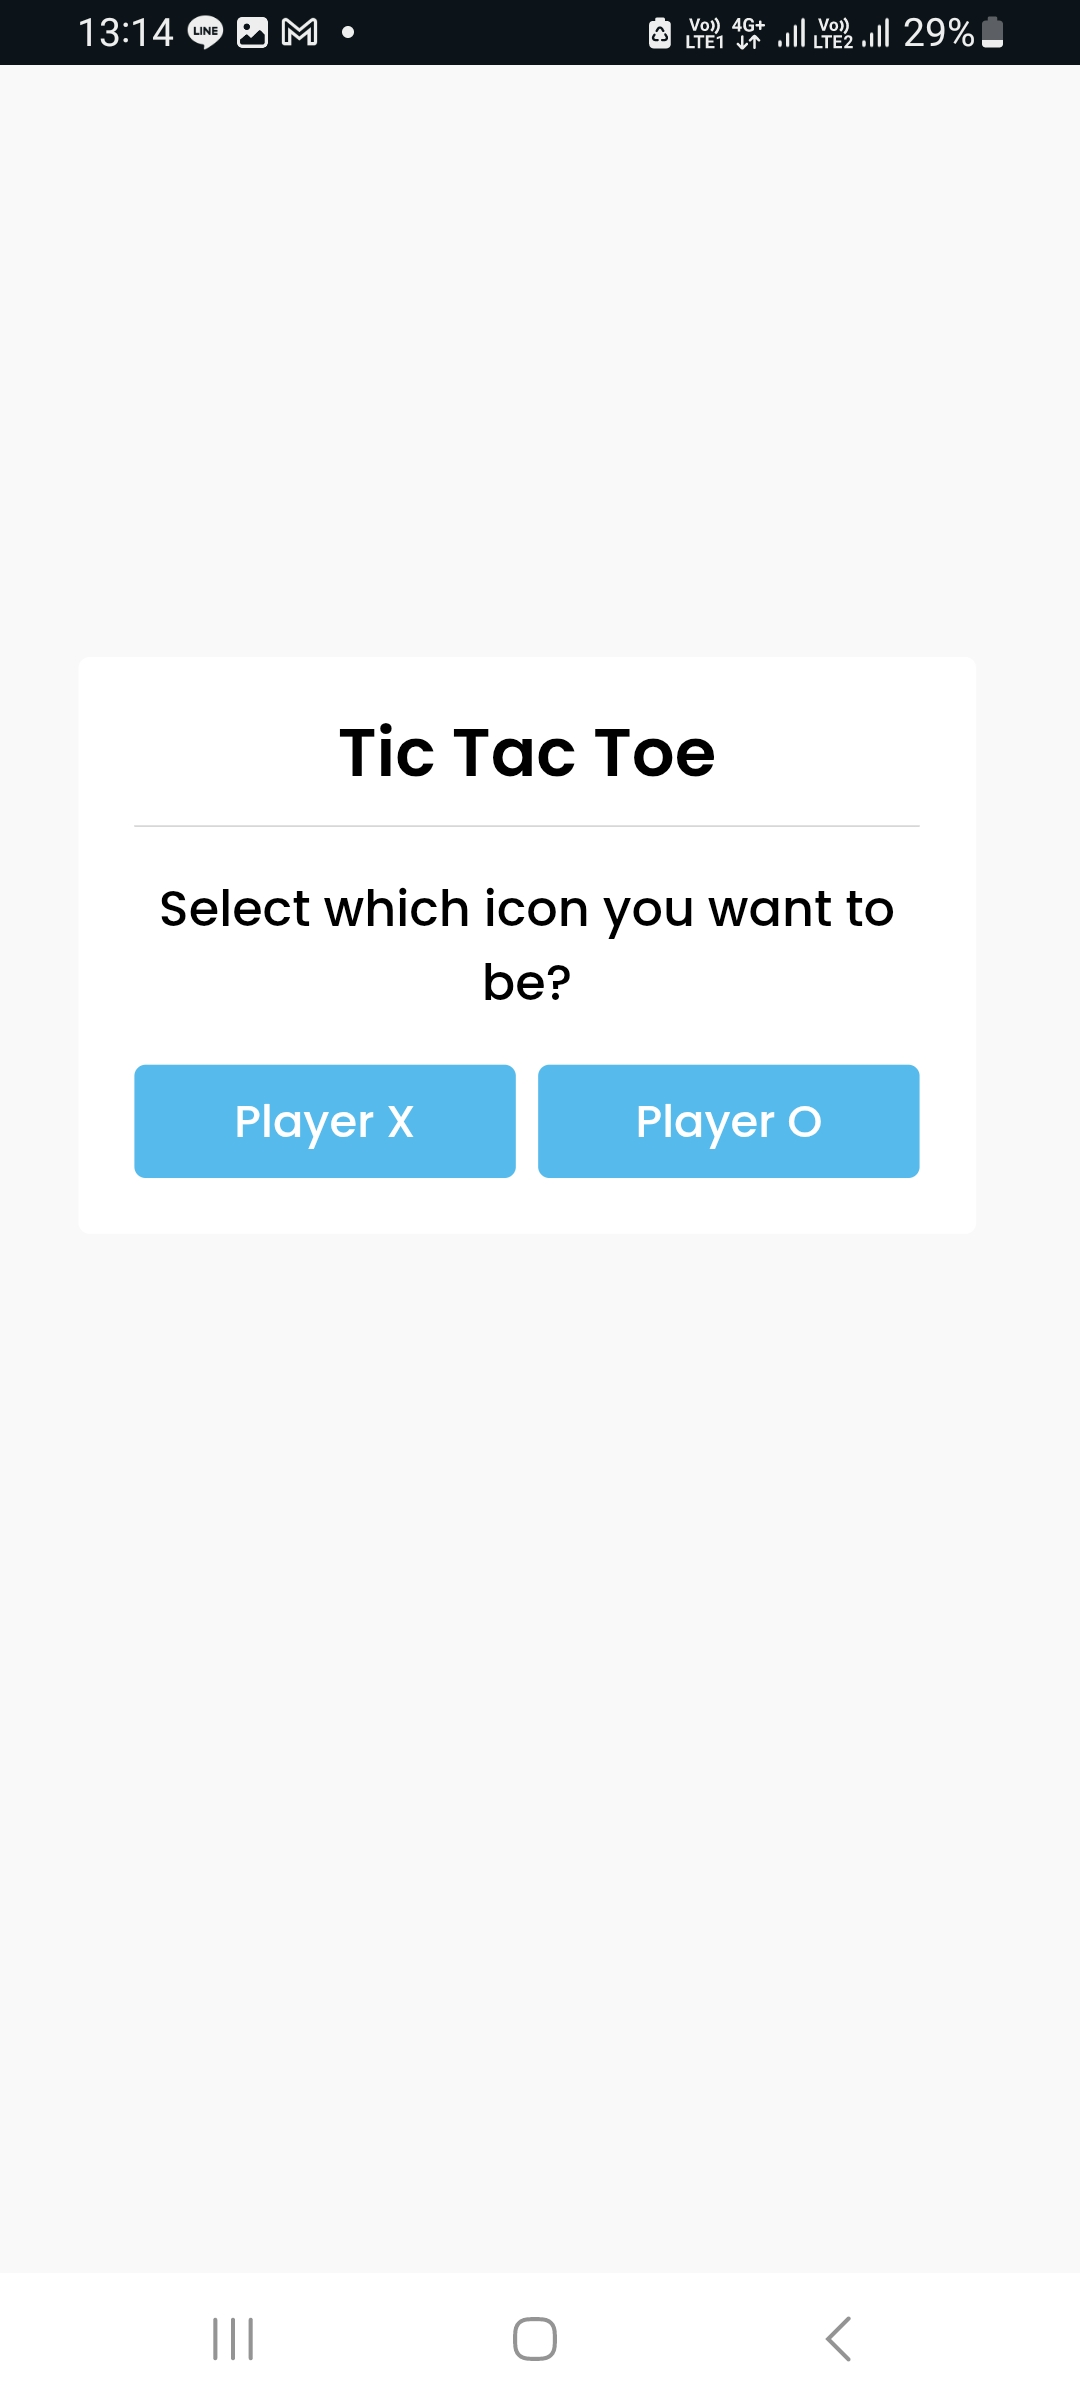 13:14 LINE Vo)) LTE1 4G+ Vo)) LTE2 29%
Tic Tac Toe
Select which icon you want to
be?
Player X Player O